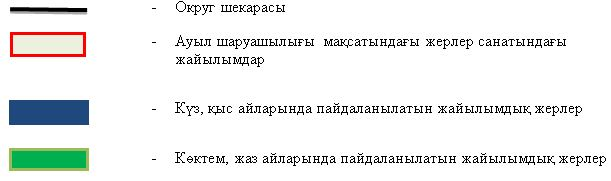 - Округ шекарасы
- Ауыл шаруашылығы мақсатындағы жерлер санатындағы
жайылымдар
- Күз, қыс айларында пайдаланылатын жайылымдық жерлер
- Көктем, жаз айларында пайдаланылатын жайылымдық жерлер